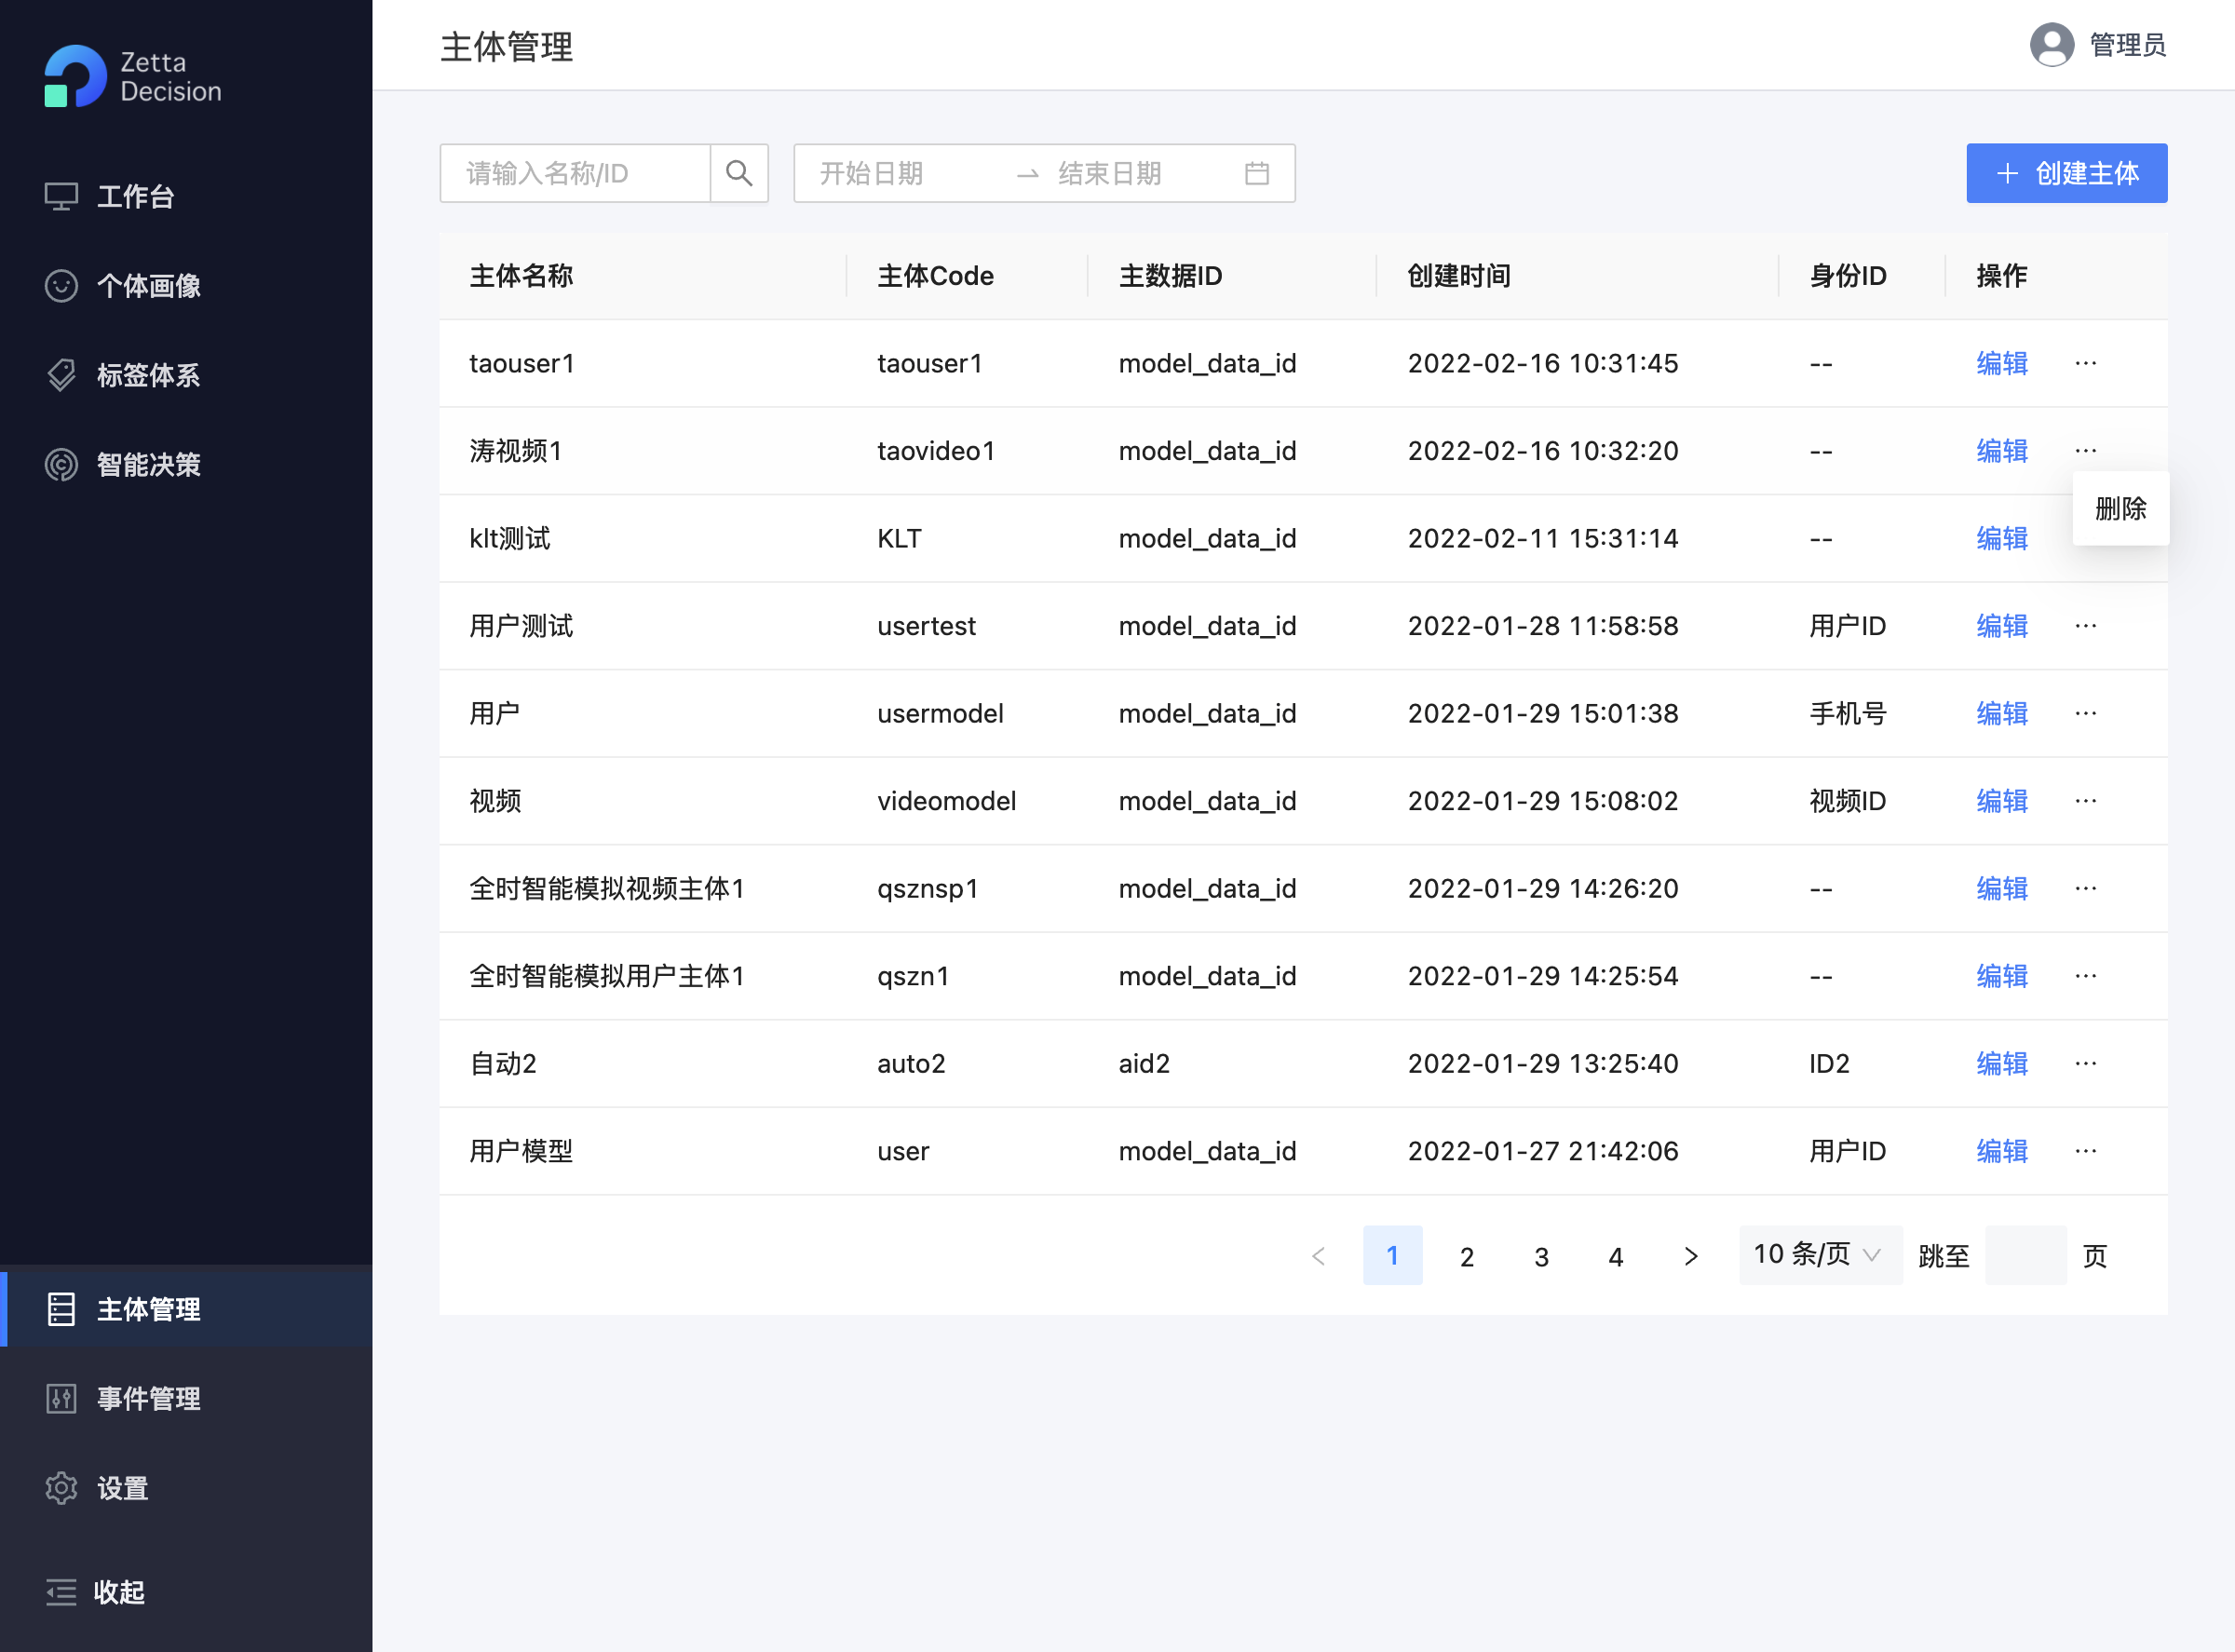 Zetta
Decision
工作台
个体画像
标签体系
智能决策
主体管理
事件管理
设置
收起
主体管理
管理员
请输入名称/ID
开始日期 → 结束日期
+ 创建主体
主体名称 主体Code 主数据ID 创建时间 身份ID 操作
taouser1 taouser1 model_data_id 2022-02-16 10:31:45 -- 编辑 ···
涛视频1 taovideo1 model_data_id 2022-02-16 10:32:20 -- 编辑 ···
删除
klt测试 KLT model_data_id 2022-02-11 15:31:14 -- 编辑
用户测试 usertest model_data_id 2022-01-28 11:58:58 用户ID 编辑 ···
用户 usermodel model_data_id 2022-01-29 15:01:38 手机号 编辑 ···
视频 videomodel model_data_id 2022-01-29 15:08:02 视频ID 编辑 ···
全时智能模拟视频主体1 qsznsp1 model_data_id 2022-01-29 14:26:20 -- 编辑 ···
全时智能模拟用户主体1 qszn1 model_data_id 2022-01-29 14:25:54 -- 编辑 ···
自动2 auto2 aid2 2022-01-29 13:25:40 ID2 编辑 ···
用户模型 user model_data_id 2022-01-27 21:42:06 用户ID 编辑 ···
< 1 2 3 4 > 10 条/页 跳至 页